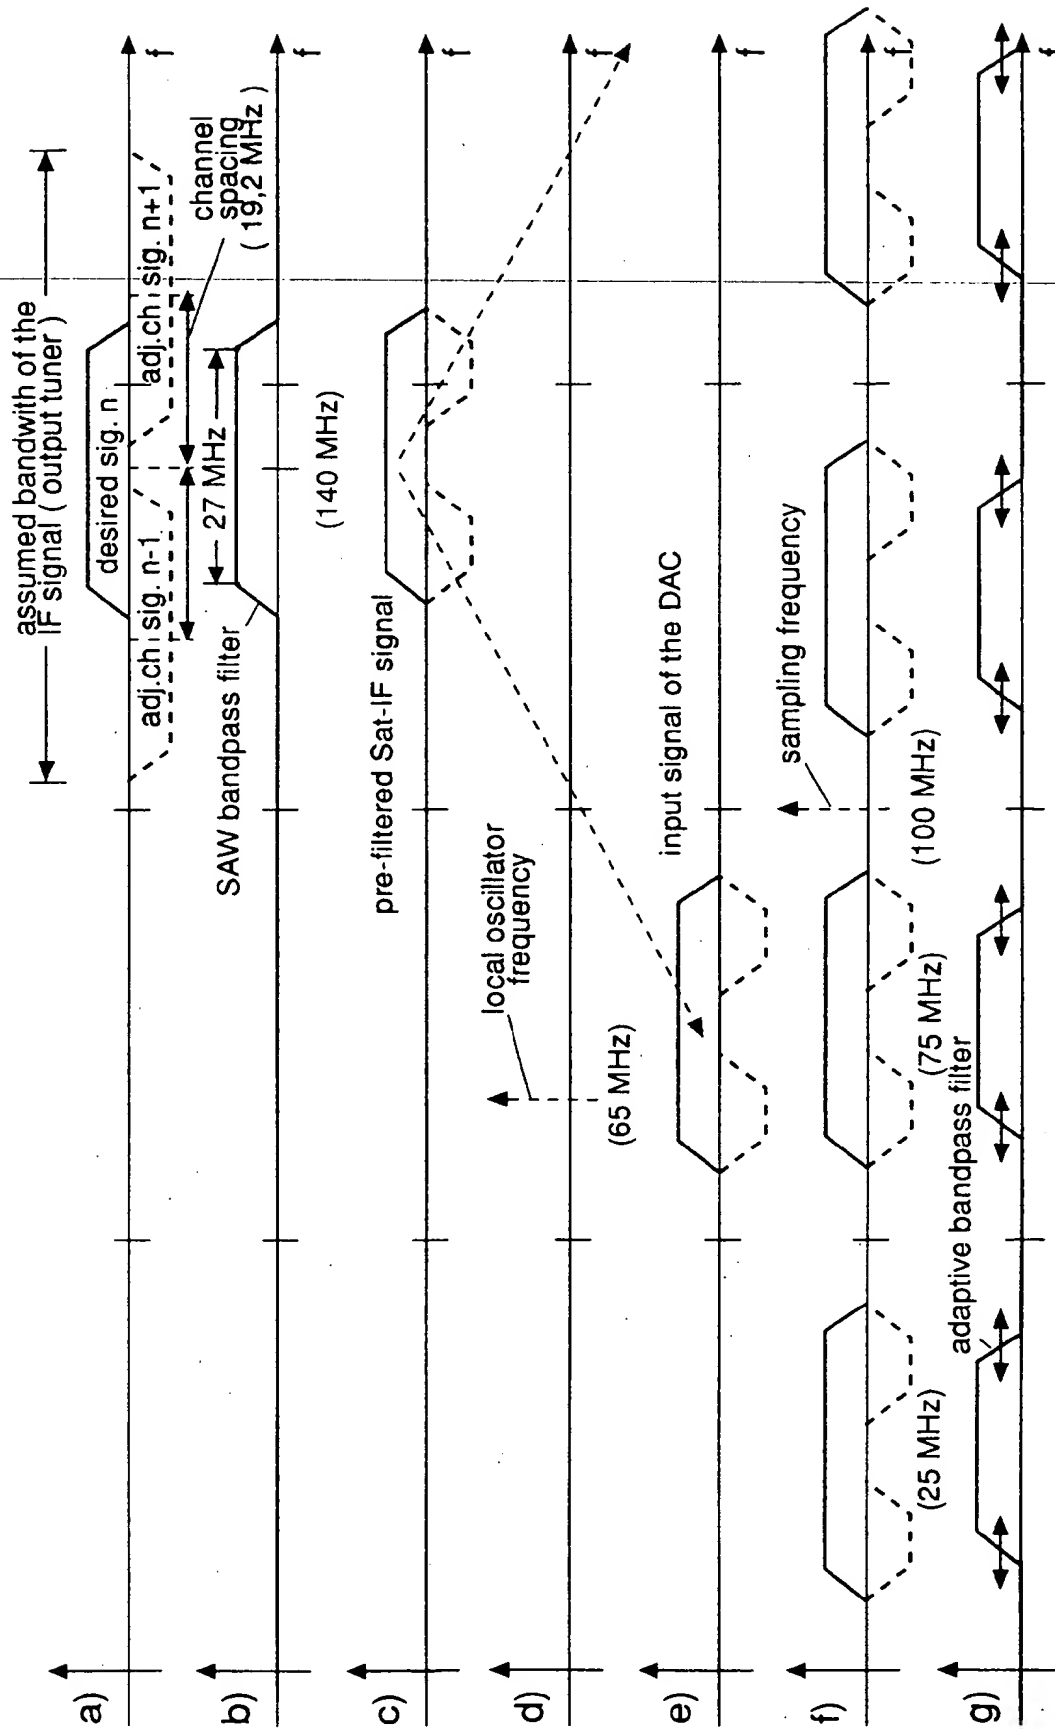 a)
assumed bandwith of the
IF signal ( output tuner )
desired sig. n
adj.ch sig. n-1
adj.ch sig. n+1
channel
spacing
( 19,2 MHz )
f
b)
SAW bandpass filter
27 MHz
f
(140 MHz)
c)
pre-filtered Sat-IF signal
f
d)
local oscillator
frequency
(65 MHz)
f
e)
input signal of the DAC
f
f)
sampling frequency
(25 MHz)
(75 MHz)
(100 MHz)
f
g)
adaptive bandpass filter
f